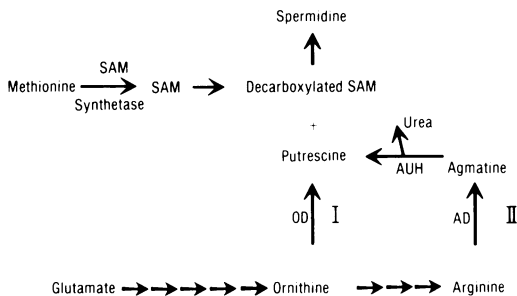 Spermidine
SAM
Methionine
Synthetase
SAM
Decarboxylated SAM
+
Urea
Putrescine
AUH
Agmatine
OD
I
AD
II
Glutamate
Ornithine
Arginine